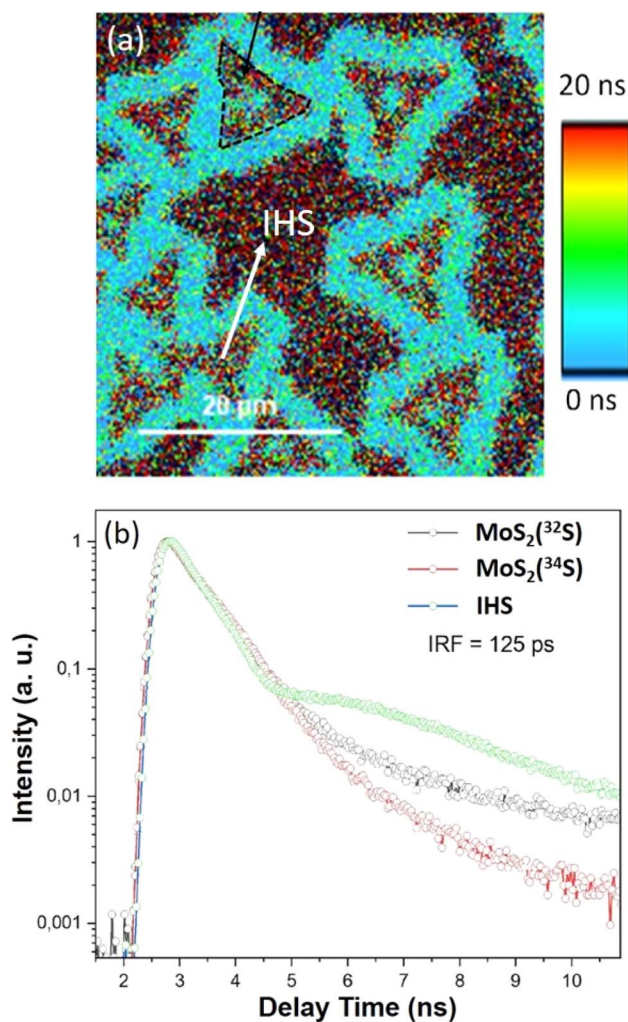 (a)
20 ns
IHS
20 µm
0 ns
(b)
MoS₂(³²S)
MoS₂(³⁴S)
IHS
IRF = 125 ps
1
0,1
0,01
0,001
Intensity (a. u.)
2 3 4 5 6 7 8 9 10
Delay Time (ns)